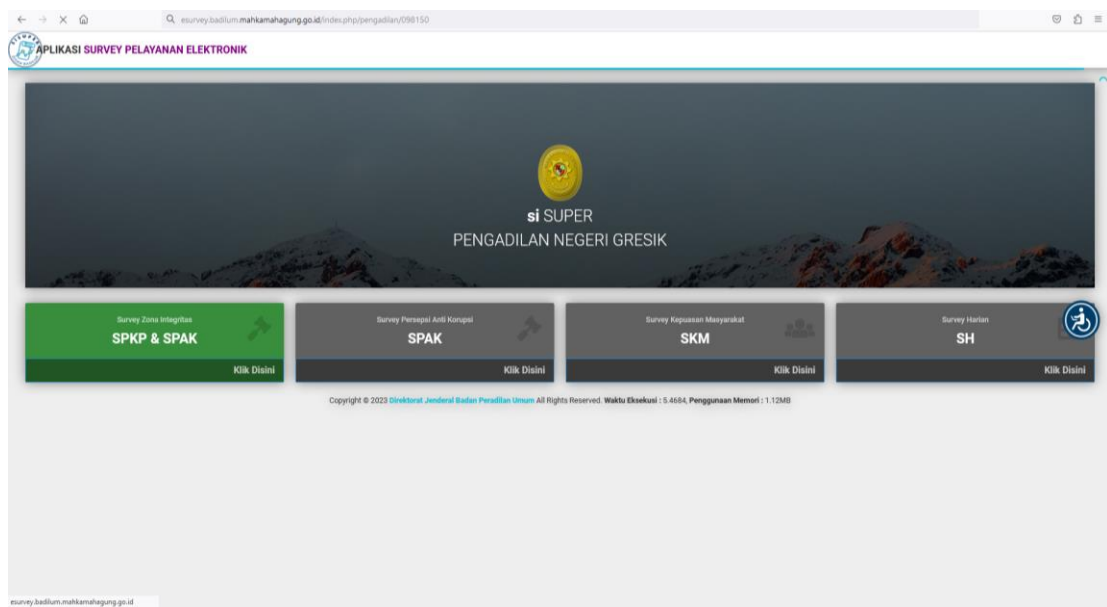 esurvey.badilum.mahkamahagung.go.id/index.php/pengadilan/098150
APLIKASI SURVEY PELAYANAN ELEKTRONIK
si SUPER
PENGADILAN NEGERI GRESIK
Survey Zona Integritas
SPKP & SPAK
Klik Disini
Survey Persepsi Anti Korupsi
SPAK
Klik Disini
Survey Kepuasan Masyarakat
SKM
Klik Disini
Survey Harian
SH
Klik Disini
Copyright © 2023 Direktorat Jenderal Badan Peradilan Umum All Rights Reserved. Waktu Eksekusi : 5.4684, Penggunaan Memori : 1.12MB
esurvey.badilum.mahkamahagung.go.id